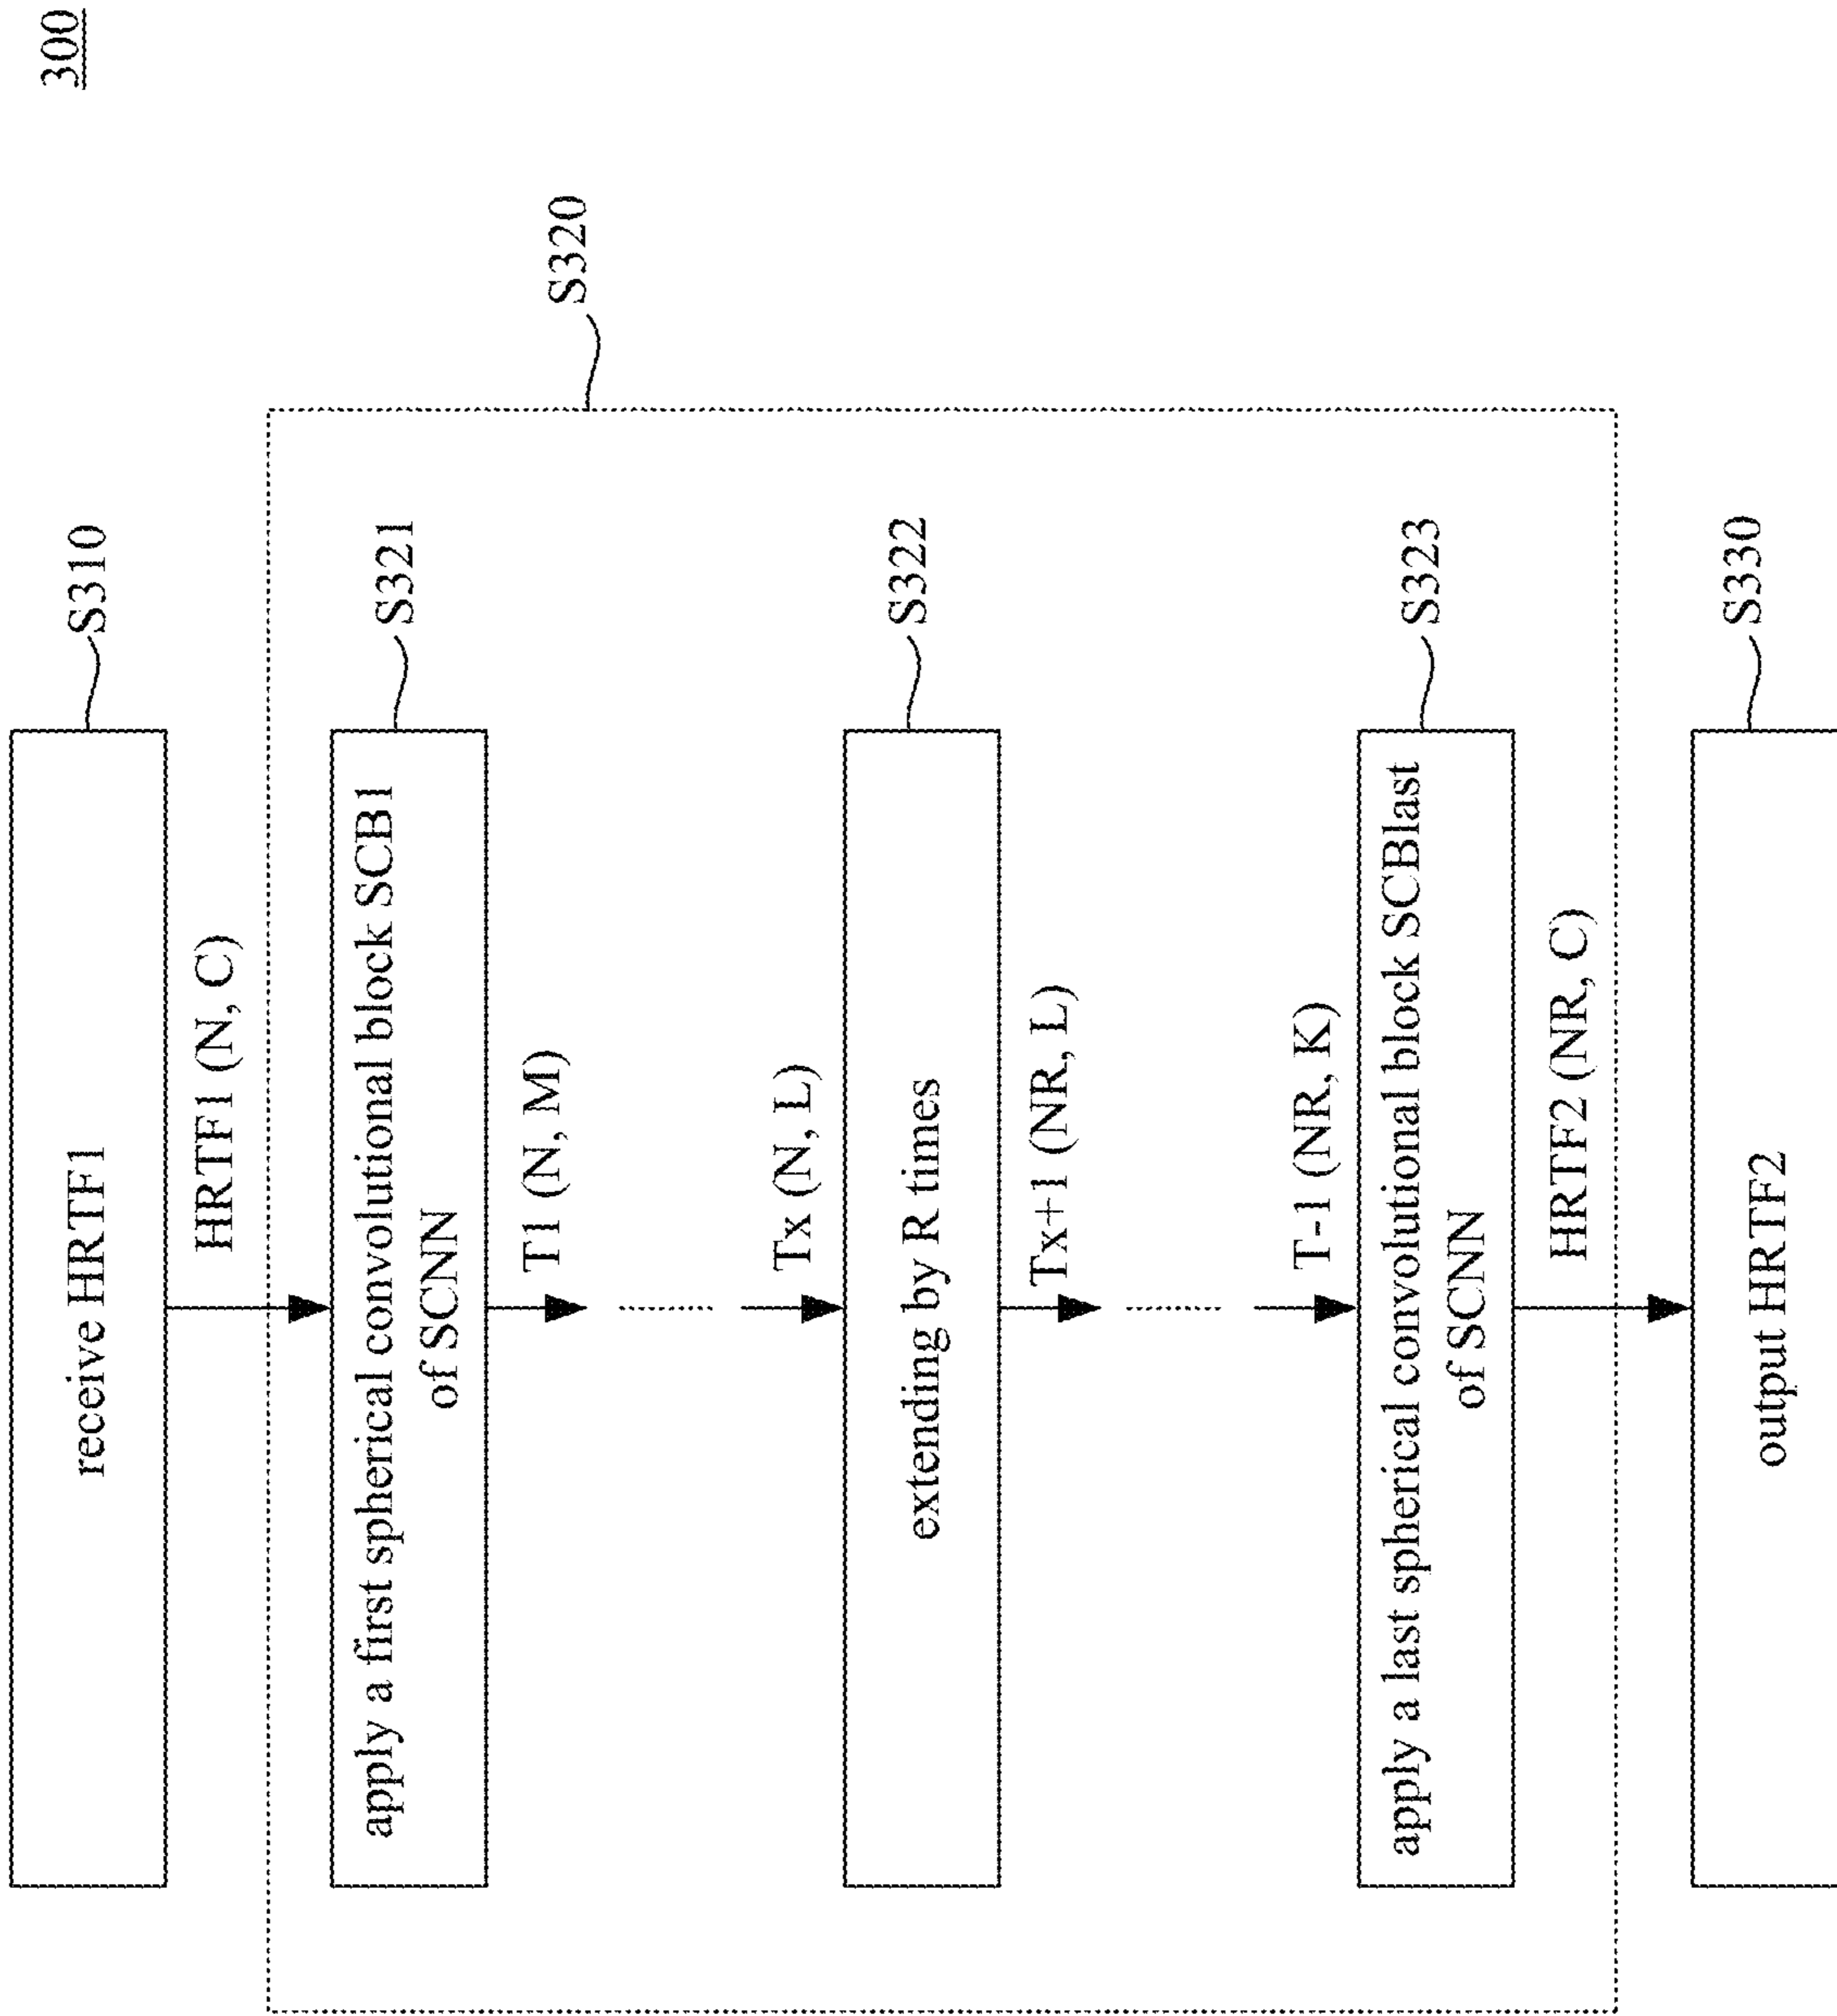 300
receive HRTF1
S310
HRTF1 (N, C)
S320
apply a first spherical convolutional block SCB1
of SCNN
S321
T1 (N, M)
Tx (N, L)
extending by R times
S322
Tx+1 (NR, L)
T-1 (NR, K)
apply a last spherical convolutional block SCBlast
of SCNN
S323
HRTF2 (NR, C)
output HRTF2
S330